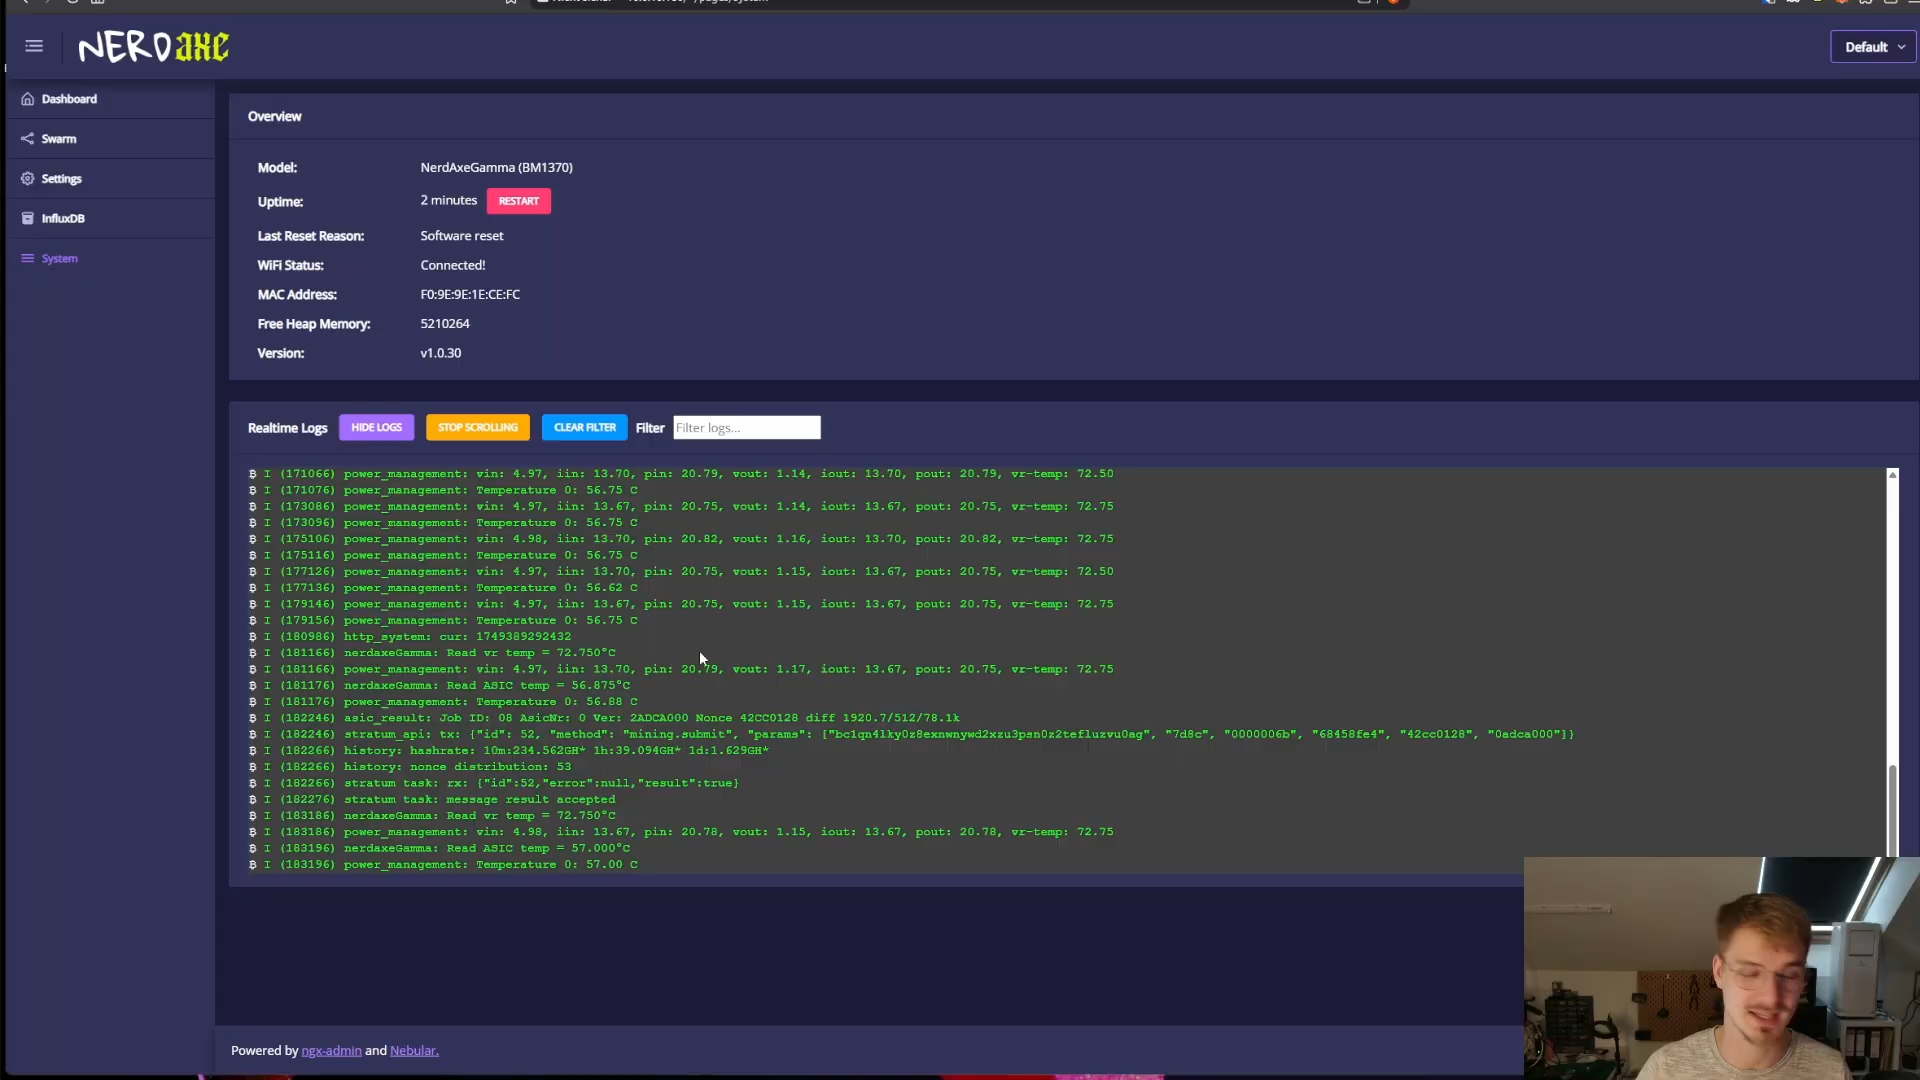 NERDAXE
Default
Dashboard
Swarm
Settings
InfluxDB
System
Overview
Model: NerdAxeGamma (BM1370)
Uptime: 2 minutes RESTART
Last Reset Reason: Software reset
WiFi Status: Connected!
MAC Address: F0:9E:9E:1E:CE:FC
Free Heap Memory: 5210264
Version: v1.0.30
Realtime Logs HIDE LOGS STOP SCROLLING CLEAR FILTER Filter Filter logs...
₿ I (171066) power_management: vin: 4.97, iin: 13.70, pin: 20.79, vout: 1.14, iout: 13.70, pout: 20.79, vr-temp: 72.50
₿ I (171076) power_management: Temperature 0: 56.75 C
₿ I (173086) power_management: vin: 4.97, iin: 13.67, pin: 20.75, vout: 1.14, iout: 13.67, pout: 20.75, vr-temp: 72.75
₿ I (173096) power_management: Temperature 0: 56.75 C
₿ I (175106) power_management: vin: 4.98, iin: 13.70, pin: 20.82, vout: 1.16, iout: 13.70, pout: 20.82, vr-temp: 72.75
₿ I (175116) power_management: Temperature 0: 56.75 C
₿ I (177126) power_management: vin: 4.97, iin: 13.70, pin: 20.75, vout: 1.15, iout: 13.67, pout: 20.75, vr-temp: 72.50
₿ I (177136) power_management: Temperature 0: 56.62 C
₿ I (179146) power_management: vin: 4.97, iin: 13.67, pin: 20.75, vout: 1.15, iout: 13.67, pout: 20.75, vr-temp: 72.75
₿ I (179156) power_management: Temperature 0: 56.75 C
₿ I (180986) http_system: cur: 1749389292432
₿ I (181166) nerdaxeGamma: Read vr temp = 72.750°C
₿ I (181166) power_management: vin: 4.97, iin: 13.70, pin: 20.79, vout: 1.17, iout: 13.67, pout: 20.75, vr-temp: 72.75
₿ I (181176) nerdaxeGamma: Read ASIC temp = 56.875°C
₿ I (181176) power_management: Temperature 0: 56.88 C
₿ I (182246) asic_result: Job ID: 08 AsicNr: 0 Ver: 2ADCA000 Nonce 42CC0128 diff 1920.7/512/78.1k
₿ I (182246) stratum_api: tx: {"id": 52, "method": "mining.submit", "params": ["bc1qn4lky0z8exnwnywd2xzu3psn0z2tefluzvu0ag", "7d8c", "0000006b", "68458fe4", "42cc0128", "0adca000"]}
₿ I (182266) history: hashrate: 10m:234.562GH* 1h:39.094GH* 1d:1.629GH*
₿ I (182266) history: nonce distribution: 53
₿ I (182266) stratum task: rx: {"id":52,"error":null,"result":true}
₿ I (182276) stratum task: message result accepted
₿ I (183186) nerdaxeGamma: Read vr temp = 72.750°C
₿ I (183186) power_management: vin: 4.98, iin: 13.67, pin: 20.78, vout: 1.15, iout: 13.67, pout: 20.78, vr-temp: 72.75
₿ I (183196) nerdaxeGamma: Read ASIC temp = 57.000°C
₿ I (183196) power_management: Temperature 0: 57.00 C
Powered by ngx-admin and Nebular.